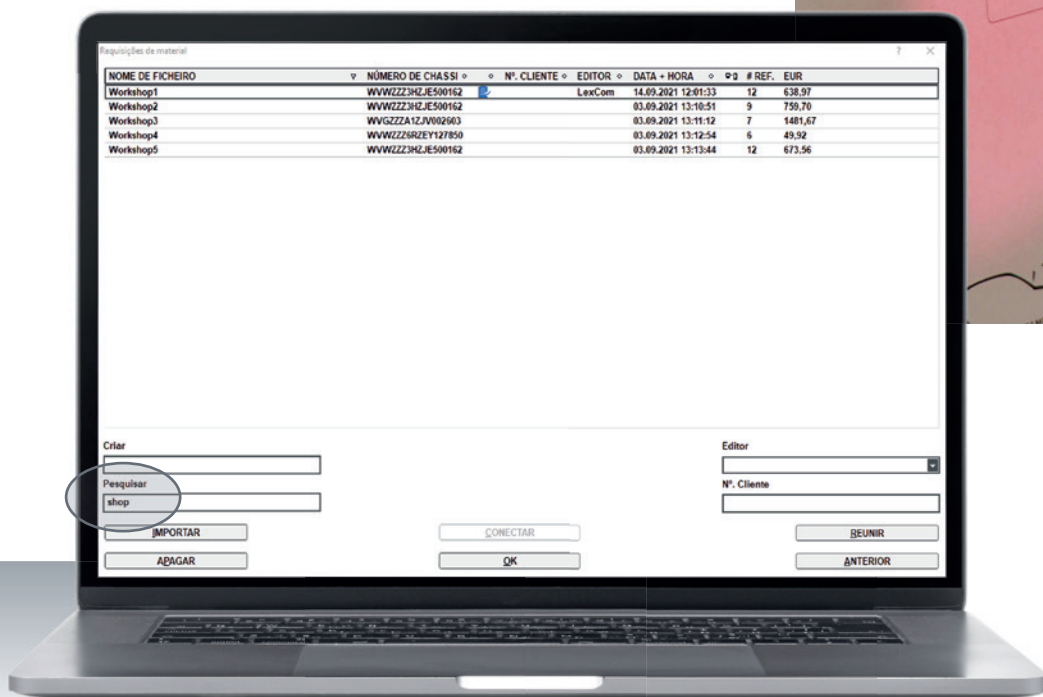 Requisições de material ? ×
NOME DE FICHEIRO NÚMERO DE CHASSI Nº. CLIENTE EDITOR DATA + HORA # REF. EUR
Workshop1 WVWZZZ3HZJE500162 LexCom 14.09.2021 12:01:33 12 638,97
Workshop2 WVWZZZ3HZJE500162 03.09.2021 13:10:51 9 759,70
Workshop3 WVGZZZA1ZJV002603 03.09.2021 13:11:12 7 1481,67
Workshop4 WVWZZZ6RZEY127850 03.09.2021 13:12:54 6 49,92
Workshop5 WVWZZZ3HZJE500162 03.09.2021 13:13:44 12 673,56
Criar Editor
Pesquisar Nº. Cliente
shop
IMPORTAR CONECTAR REUNIR
APAGAR OK ANTERIOR